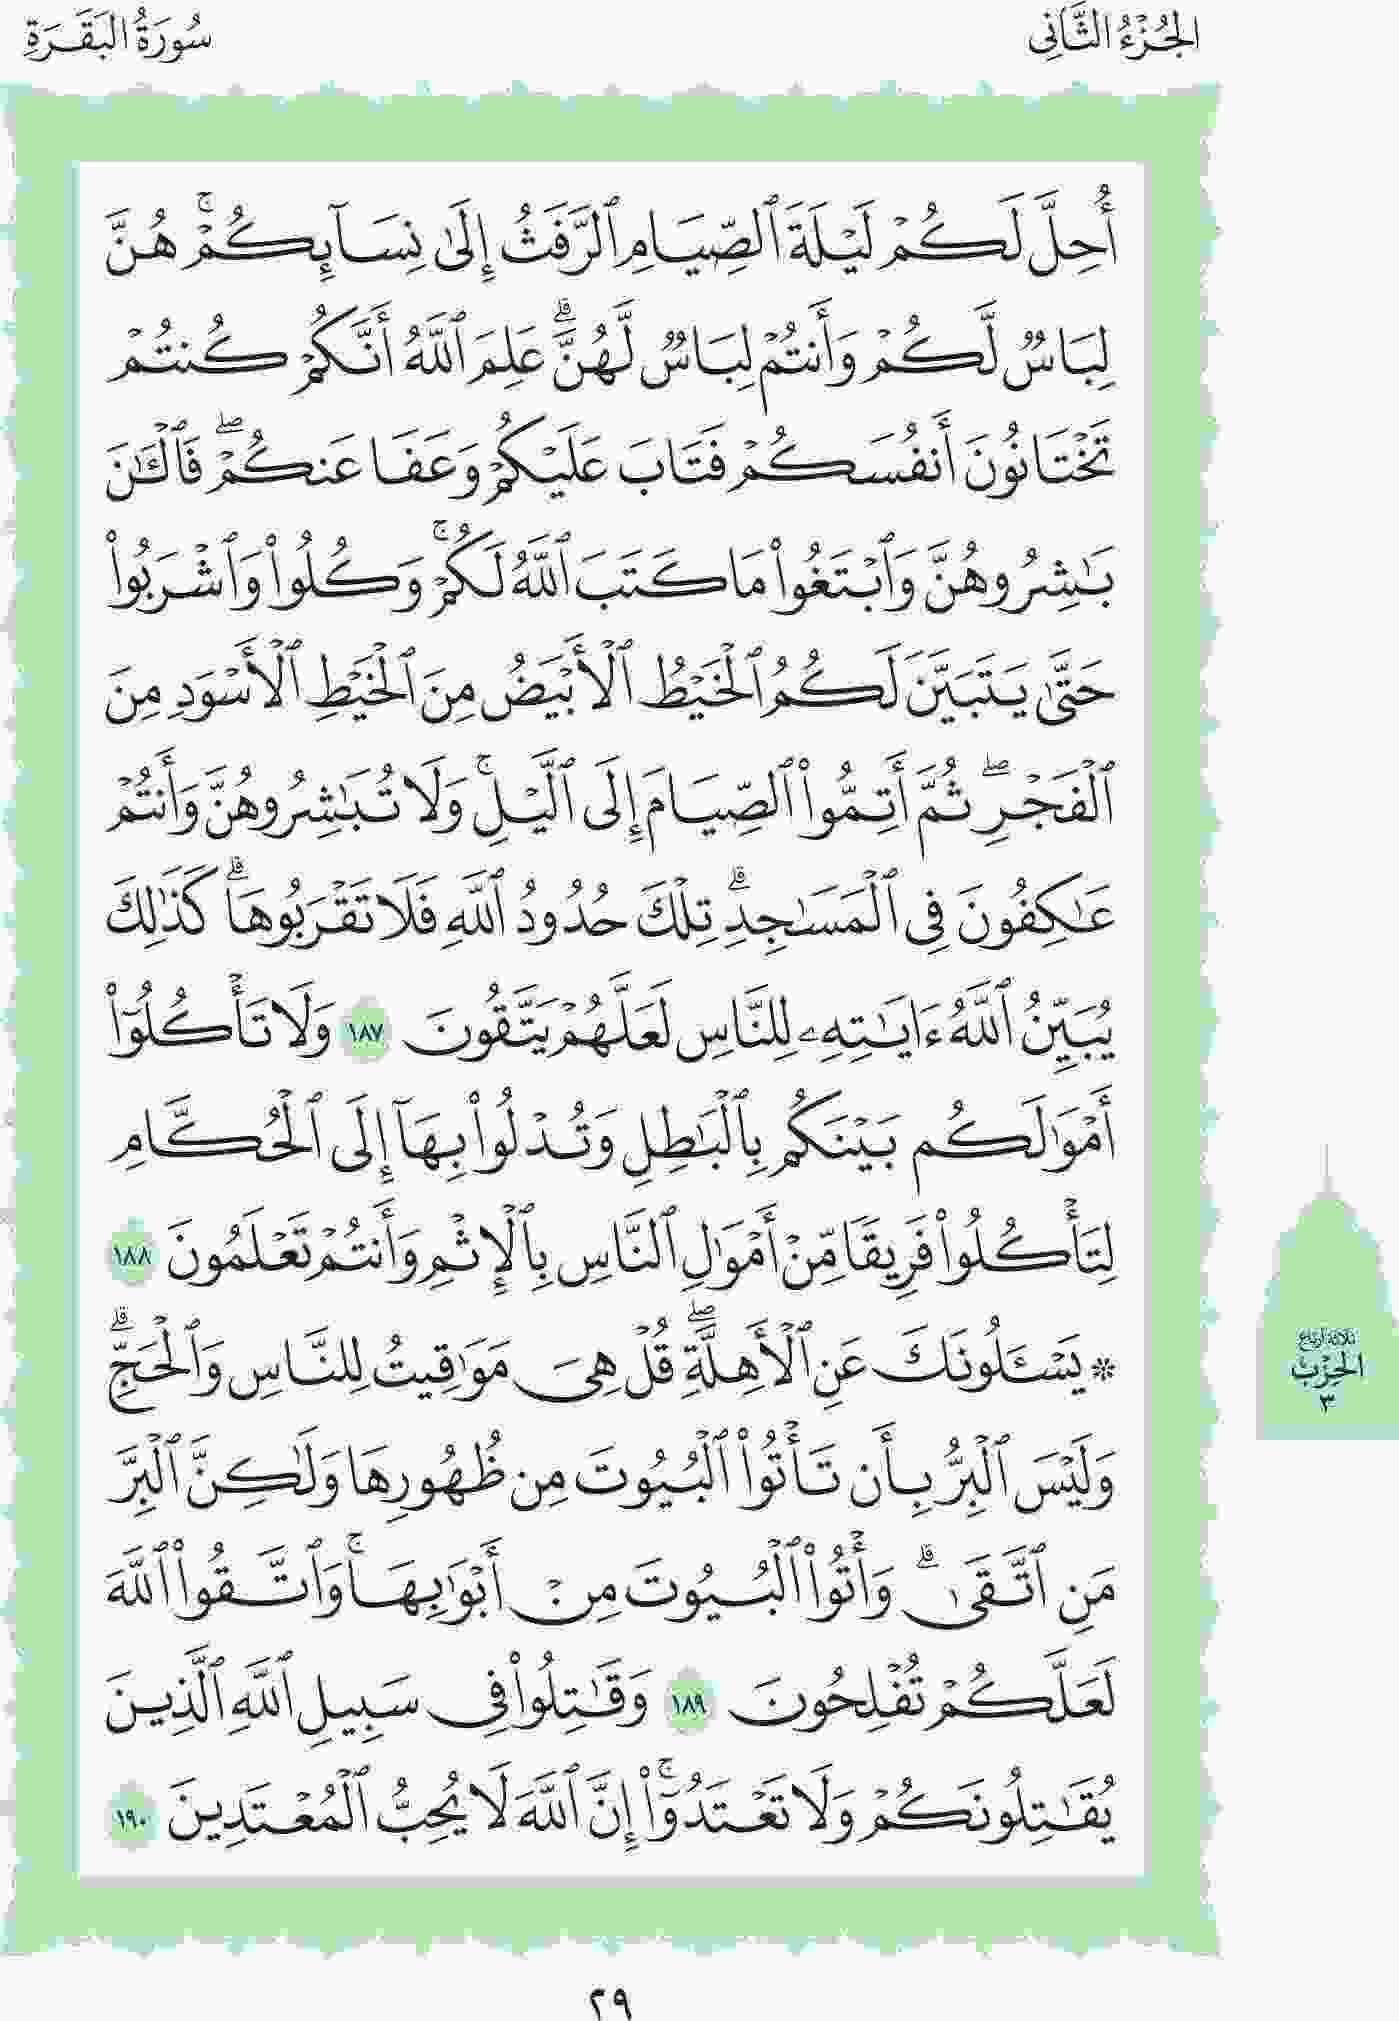 الجُزْءُ الثَّانِي
سُورَةُ البَقَرَةِ
أُحِلَّ لَكُمْ لَيْلَةَ ٱلصِّيَامِ ٱلرَّفَثُ إِلَىٰ نِسَآئِكُمْۚ هُنَّ
لِبَاسٌ لَّكُمْ وَأَنتُمْ لِبَاسٌ لَّهُنَّۗ عَلِمَ ٱللَّهُ أَنَّكُمْ كُنتُمْ
تَخْتَانُونَ أَنفُسَكُمْ فَتَابَ عَلَيْكُمْ وَعَفَا عَنكُمْۖ فَٱلْـَٰٔنَ
بَـٰشِرُوهُنَّ وَٱبْتَغُوا۟ مَا كَتَبَ ٱللَّهُ لَكُمْۚ وَكُلُوا۟ وَٱشْرَبُوا۟
حَتَّىٰ يَتَبَيَّنَ لَكُمُ ٱلْخَيْطُ ٱلْأَبْيَضُ مِنَ ٱلْخَيْطِ ٱلْأَسْوَدِ مِنَ
ٱلْفَجْرِۖ ثُمَّ أَتِمُّوا۟ ٱلصِّيَامَ إِلَى ٱلَّيْلِۚ وَلَا تُبَـٰشِرُوهُنَّ وَأَنتُمْ
عَـٰكِفُونَ فِى ٱلْمَسَـٰجِدِۗ تِلْكَ حُدُودُ ٱللَّهِ فَلَا تَقْرَبُوهَاۗ كَذَٰلِكَ
يُبَيِّنُ ٱللَّهُ ءَايَـٰتِهِۦ لِلنَّاسِ لَعَلَّهُمْ يَتَّقُونَ ١٨٧ وَلَا تَأْكُلُوٓا۟
أَمْوَٰلَكُم بَيْنَكُم بِٱلْبَـٰطِلِ وَتُدْلُوا۟ بِهَآ إِلَى ٱلْحُكَّامِ
لِتَأْكُلُوا۟ فَرِيقًا مِّنْ أَمْوَٰلِ ٱلنَّاسِ بِٱلْإِثْمِ وَأَنتُمْ تَعْلَمُونَ ١٨٨
۞ يَسْـَٔلُونَكَ عَنِ ٱلْأَهِلَّةِۖ قُلْ هِىَ مَوَٰقِيتُ لِلنَّاسِ وَٱلْحَجِّۗ
وَلَيْسَ ٱلْبِرُّ بِأَن تَأْتُوا۟ ٱلْبُيُوتَ مِن ظُهُورِهَا وَلَـٰكِنَّ ٱلْبِرَّ
مَنِ ٱتَّقَىٰۗ وَأْتُوا۟ ٱلْبُيُوتَ مِنْ أَبْوَٰبِهَاۚ وَٱتَّقُوا۟ ٱللَّهَ
لَعَلَّكُمْ تُفْلِحُونَ ١٨٩ وَقَـٰتِلُوا۟ فِى سَبِيلِ ٱللَّهِ ٱلَّذِينَ
يُقَـٰتِلُونَكُمْ وَلَا تَعْتَدُوٓا۟ۚ إِنَّ ٱللَّهَ لَا يُحِبُّ ٱلْمُعْتَدِينَ ١٩٠
ثلاثة أرباع
الحِزْب
٣
٢٩